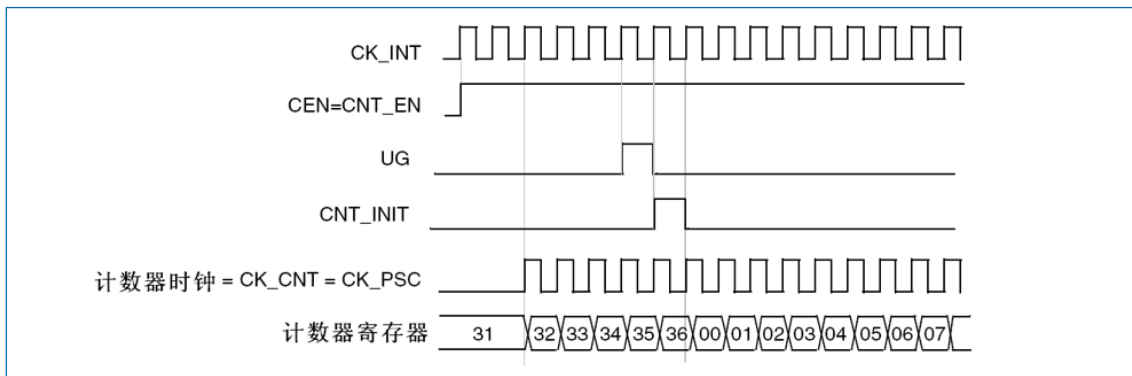 CK_INT
CEN=CNT_EN
UG
CNT_INIT
计数器时钟 = CK_CNT = CK_PSC
计数器寄存器 31 32 33 34 35 36 00 01 02 03 04 05 06 07